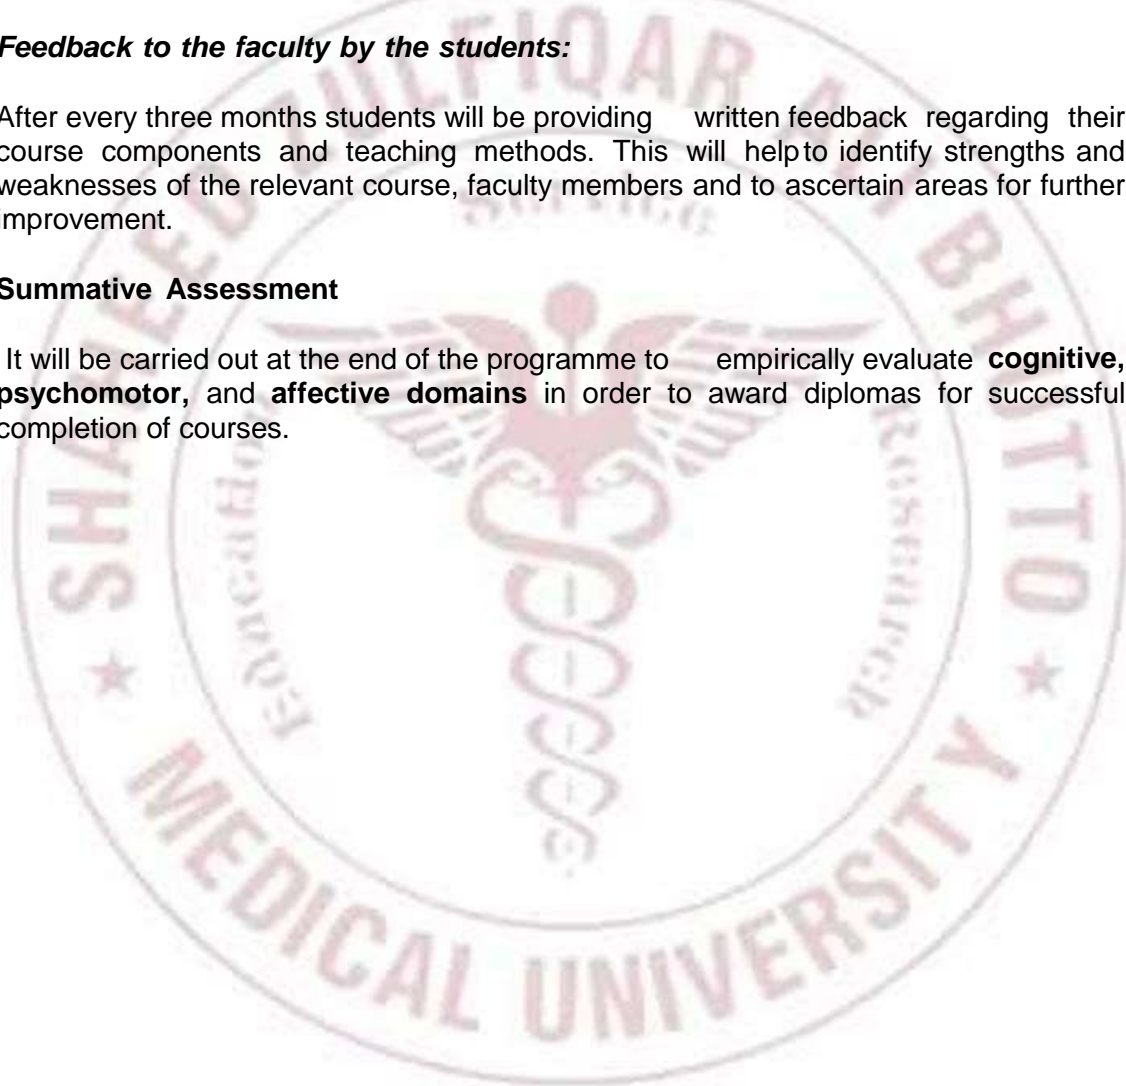 Feedback to the faculty by the students:
After every three months students will be providing written feedback regarding their
course components and teaching methods. This will help to identify strengths and
weaknesses of the relevant course, faculty members and to ascertain areas for further
improvement.
Summative Assessment
It will be carried out at the end of the programme to empirically evaluate cognitive,
psychomotor, and affective domains in order to award diplomas for successful
completion of courses.
SHAHEED ZULFIQAR ALI BHUTTO
MEDICAL UNIVERSITY
Service
Education
Research